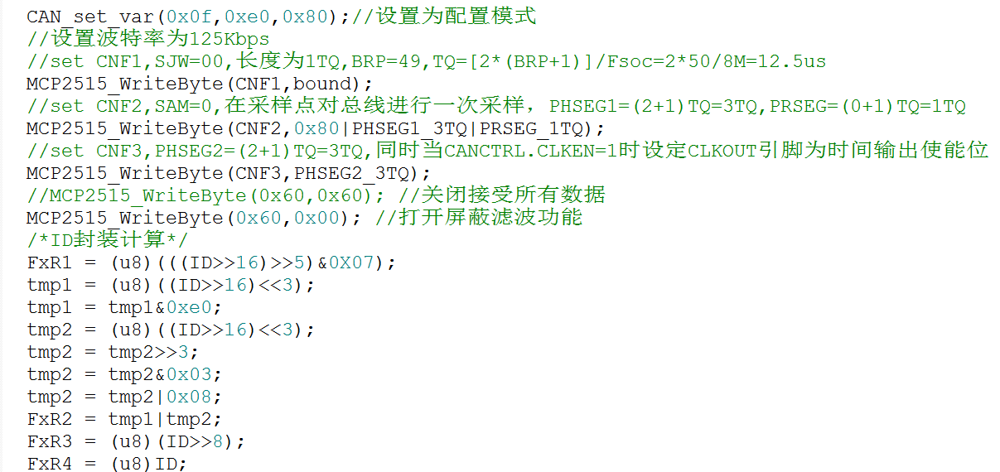 CAN_set_var(0x0f,0xe0,0x80);//设置为配置模式
//设置波特率为125Kbps
//set CNF1,SJW=00,长度为1TQ,BRP=49,TQ=[2*(BRP+1)]/Fsoc=2*50/8M=12.5us
MCP2515_WriteByte(CNF1,bound);
//set CNF2,SAM=0,在采样点对总线进行一次采样，PHSEG1=(2+1)TQ=3TQ,PRSEG=(0+1)TQ=1TQ
MCP2515_WriteByte(CNF2,0x80|PHSEG1_3TQ|PRSEG_1TQ);
//set CNF3,PHSEG2=(2+1)TQ=3TQ,同时当CANCTRL.CLKEN=1时设定CLKOUT引脚为时间输出使能位
MCP2515_WriteByte(CNF3,PHSEG2_3TQ);
//MCP2515_WriteByte(0x60,0x60); //关闭接受所有数据
MCP2515_WriteByte(0x60,0x00); //打开屏蔽滤波功能
/*ID封装计算*/
FxR1 = (u8)(((ID>>16)>>5)&0X07);
tmp1 = (u8)((ID>>16)<<3);
tmp1 = tmp1&0xe0;
tmp2 = (u8)((ID>>16)<<3);
tmp2 = tmp2>>3;
tmp2 = tmp2&0x03;
tmp2 = tmp2|0x08;
FxR2 = tmp1|tmp2;
FxR3 = (u8)(ID>>8);
FxR4 = (u8)ID;